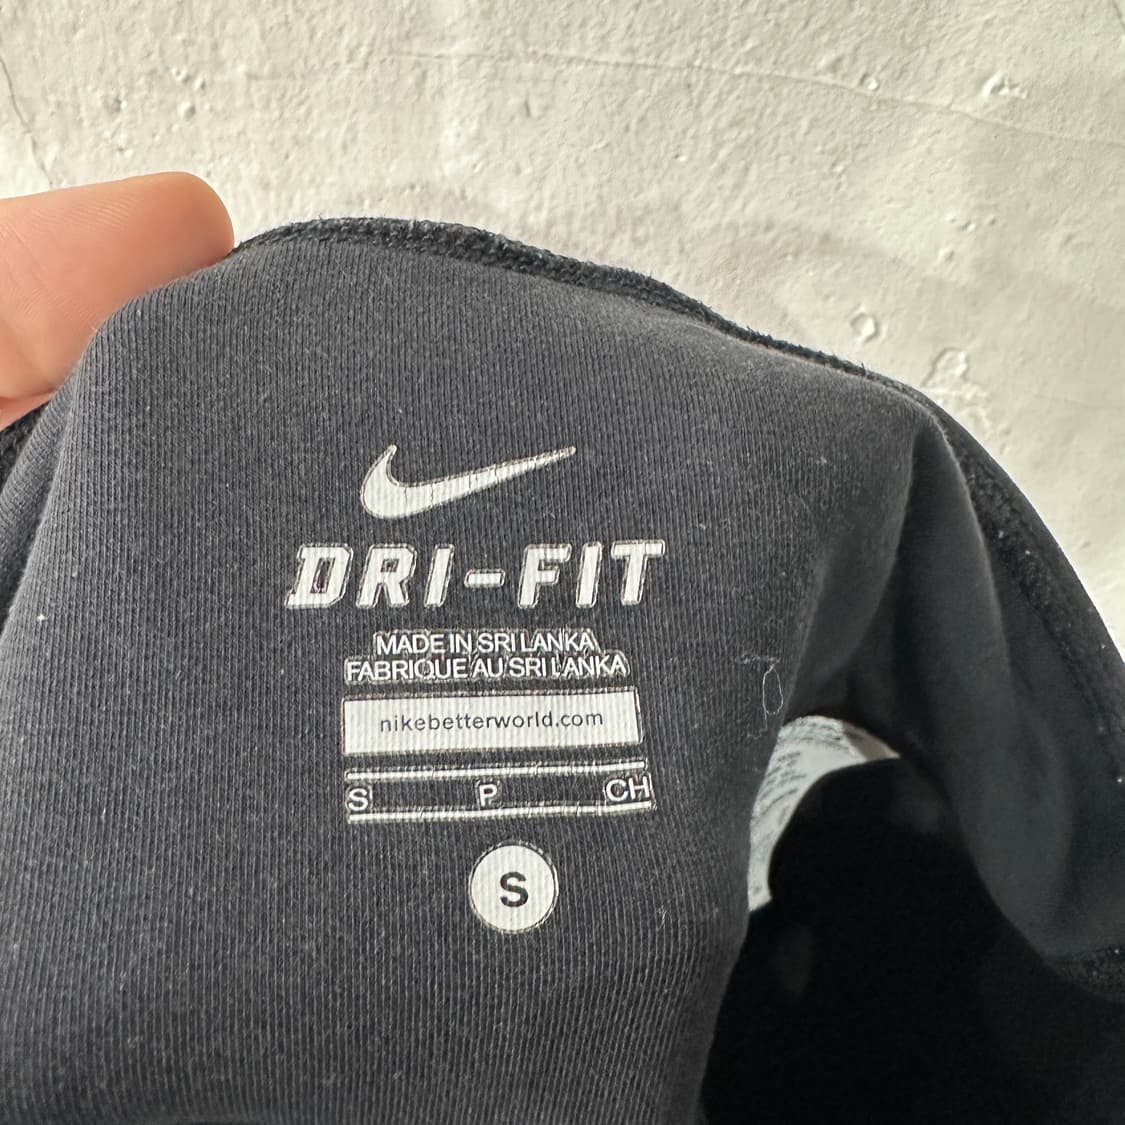 DRI-FIT
MADE IN SRI LANKA
FABRIQUE AU SRI LANKA
nikebetterworld.com
S P CH
S